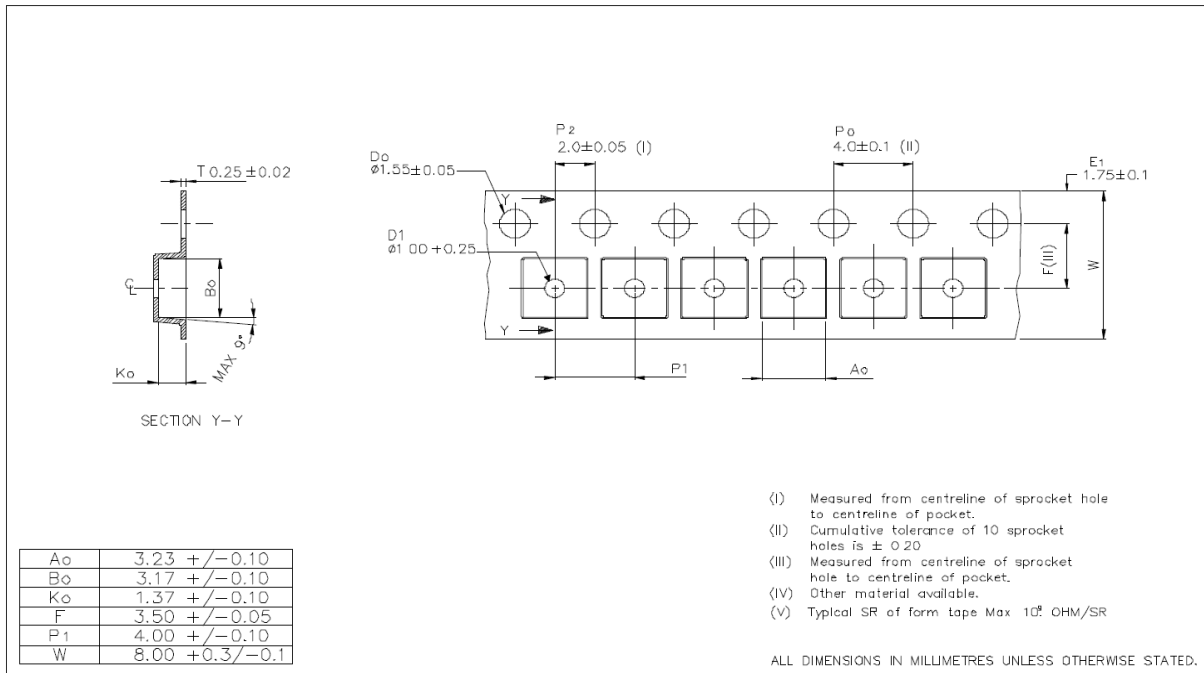 P2
2.0±0.05 (I)
Po
4.0±0.1 (II)
E1
1.75±0.1
Do
ø1.55±0.05
T 0.25±0.02
Y
D1
ø1.00 +0.25
F(III)
W
℄
Bo
Y
MAX 9°
Ko
P1
Ao
SECTION Y-Y
(I) Measured from centreline of sprocket hole
to centreline of pocket.
(II) Cumulative tolerance of 10 sprocket
holes is ± 0.20
(III) Measured from centreline of sprocket
hole to centreline of pocket.
(IV) Other material available.
(V) Typical SR of form tape Max 10⁹ OHM/SR
Ao 3.23 +/-0.10
Bo 3.17 +/-0.10
Ko 1.37 +/-0.10
F 3.50 +/-0.05
P1 4.00 +/-0.10
W 8.00 +0.3/-0.1
ALL DIMENSIONS IN MILLIMETRES UNLESS OTHERWISE STATED.